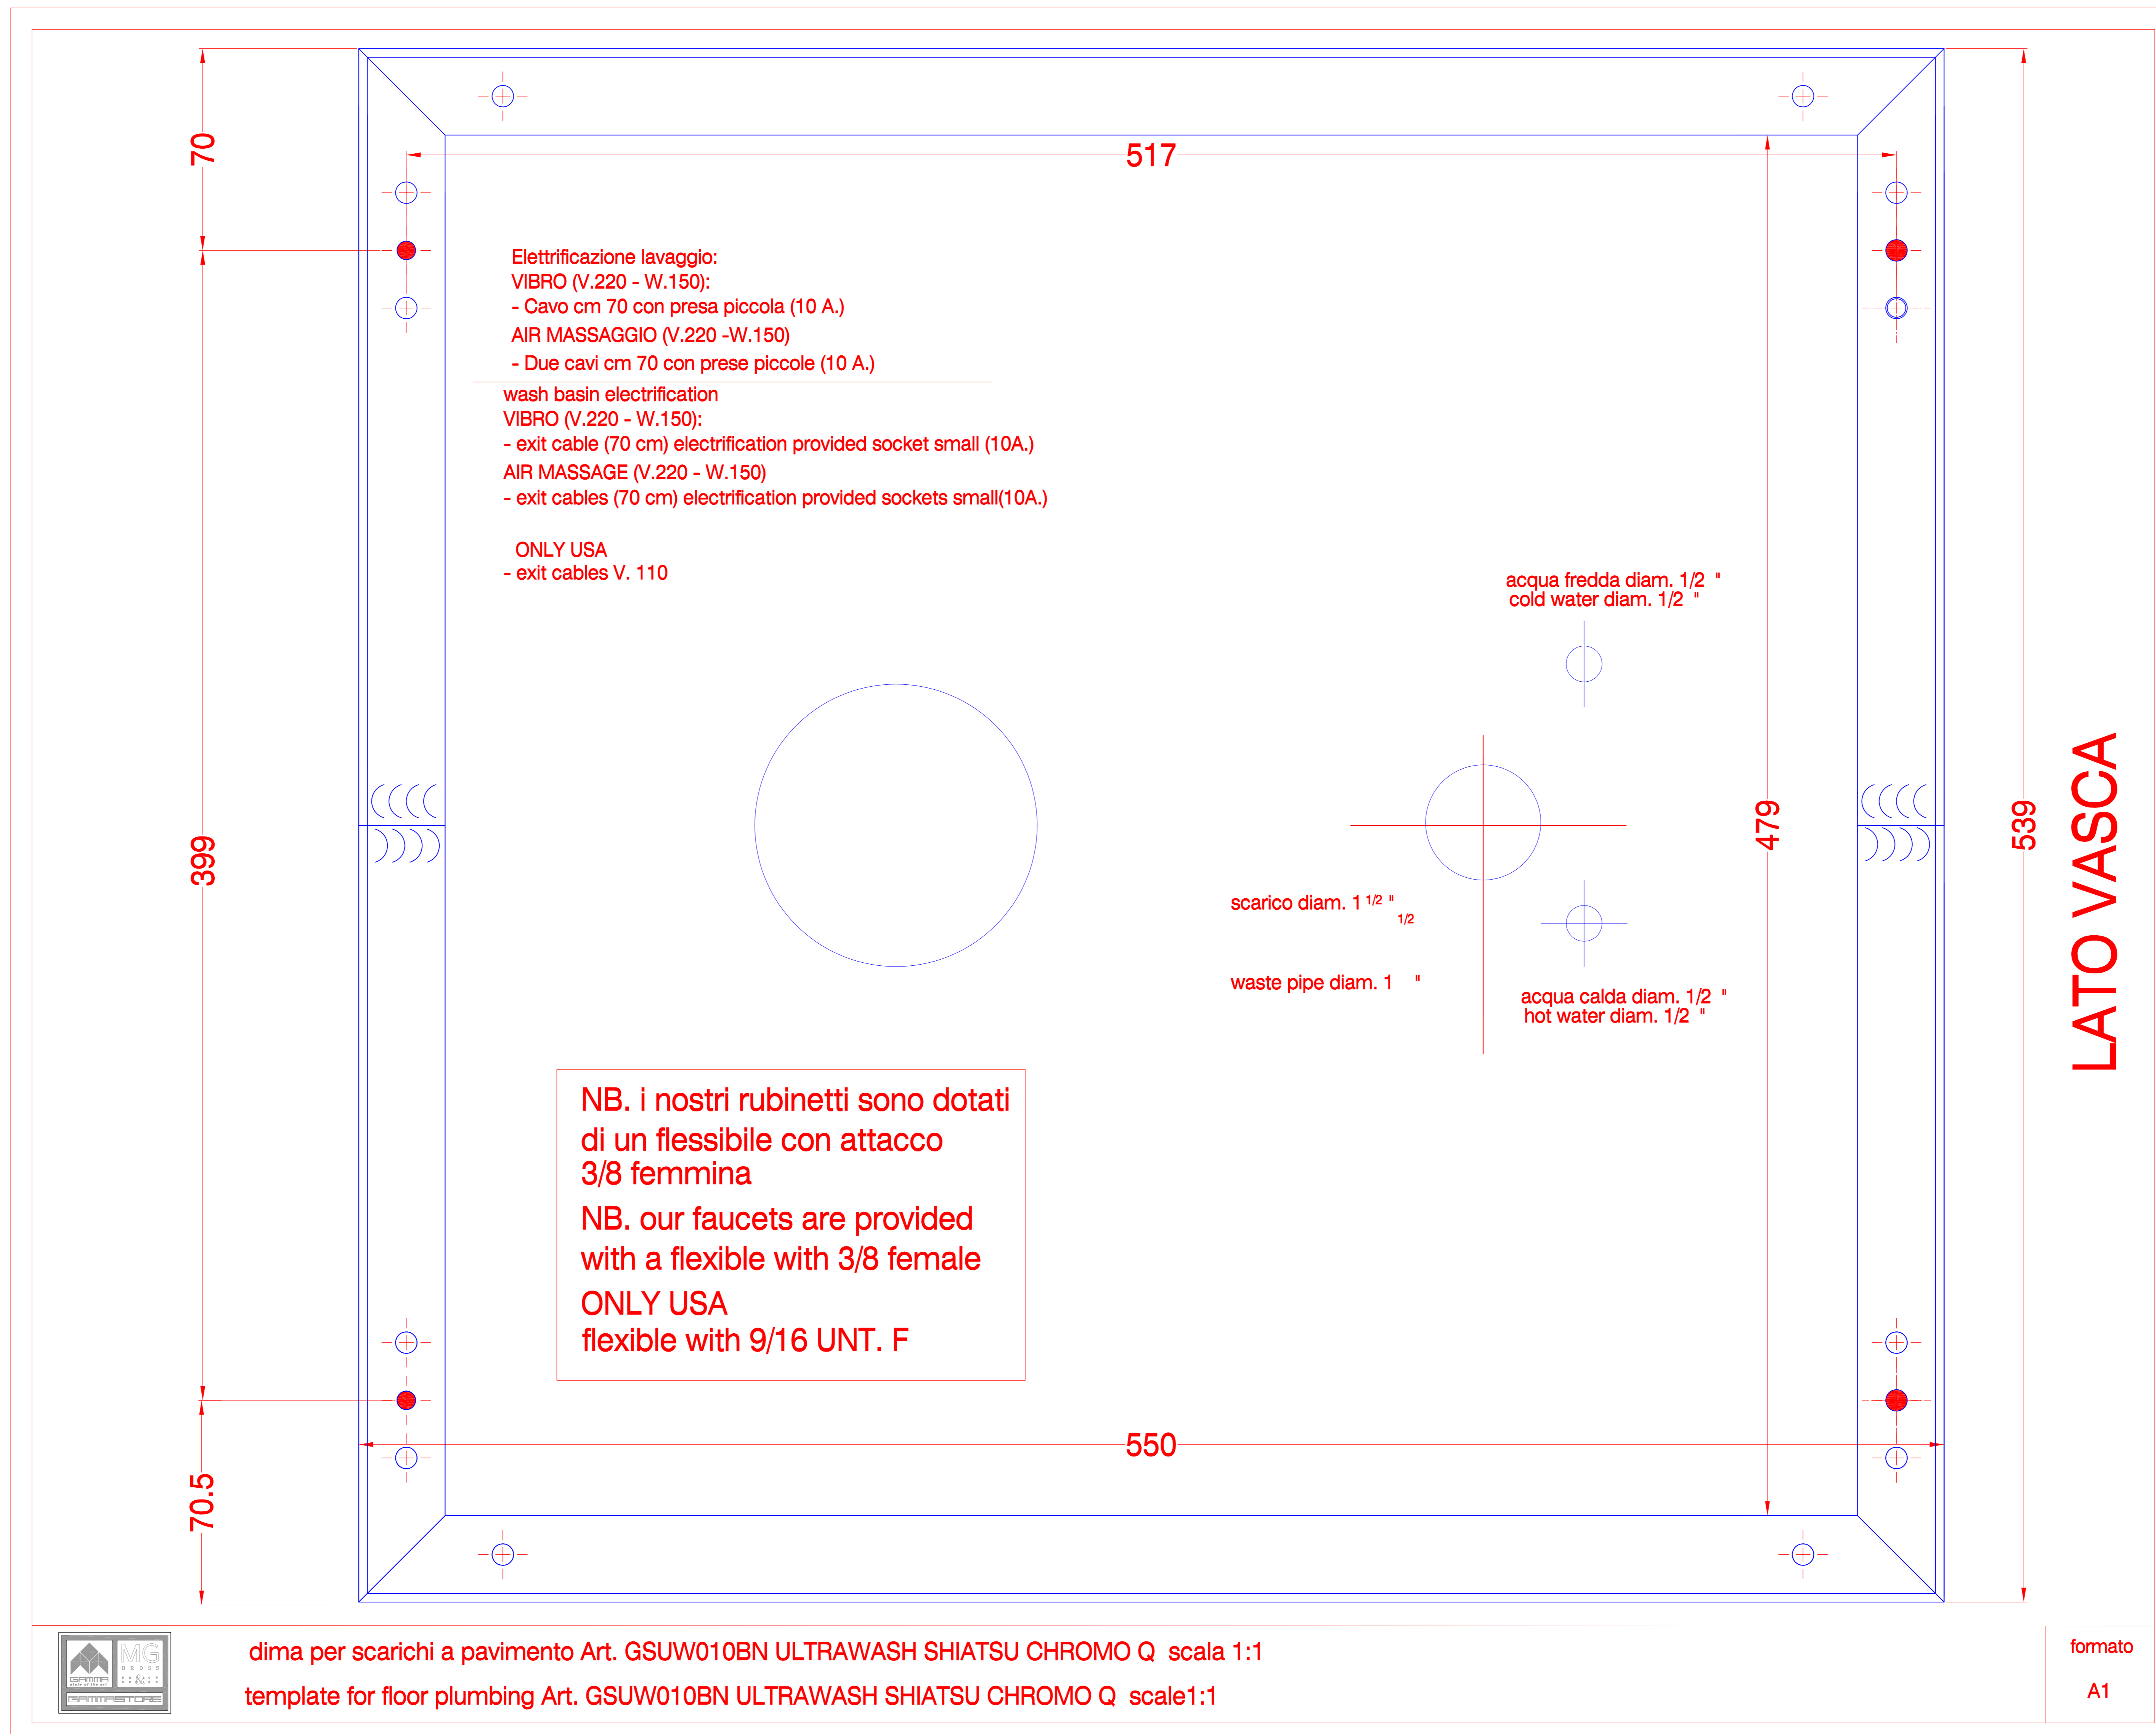 70
517
Elettrificazione lavaggio:
VIBRO (V.220 - W.150):
- Cavo cm 70 con presa piccola (10 A.)
AIR MASSAGGIO (V.220 -W.150)
- Due cavi cm 70 con prese piccole (10 A.)
wash basin electrification
VIBRO (V.220 - W.150):
- exit cable (70 cm) electrification provided socket small (10A.)
AIR MASSAGE (V.220 - W.150)
- exit cables (70 cm) electrification provided sockets small(10A.)
ONLY USA
- exit cables V. 110
acqua fredda diam. 1/2 "
cold water diam. 1/2 "
399
479
539
LATO VASCA
scarico diam. 1 1/2 "
1/2
waste pipe diam. 1 "
acqua calda diam. 1/2 "
hot water diam. 1/2 "
NB. i nostri rubinetti sono dotati
di un flessibile con attacco
3/8 femmina
NB. our faucets are provided
with a flexible with 3/8 female
ONLY USA
flexible with 9/16 UNT. F
550
70.5
GAMMA
state of the art
MG
BROSS
&
GAMMASTORE
dima per scarichi a pavimento Art. GSUW010BN ULTRAWASH SHIATSU CHROMO Q scala 1:1
template for floor plumbing Art. GSUW010BN ULTRAWASH SHIATSU CHROMO Q scale1:1
formato
A1